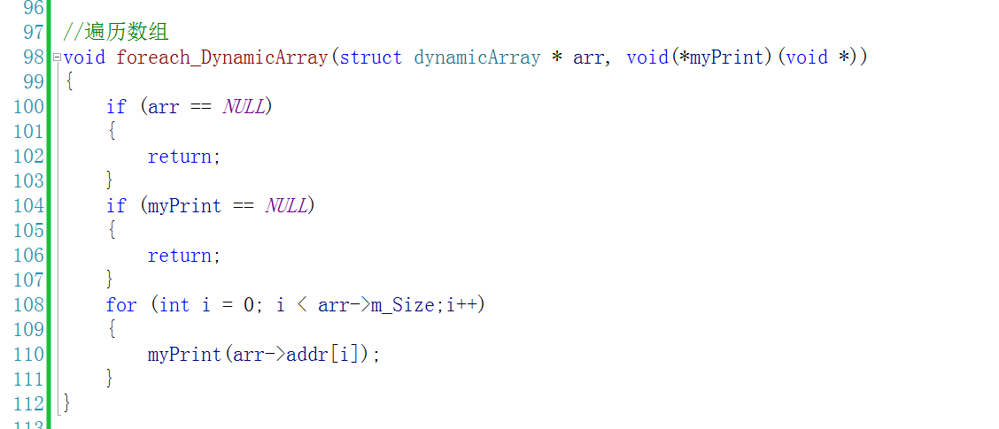 96
97 //遍历数组
98 void foreach_DynamicArray(struct dynamicArray * arr, void(*myPrint)(void *))
99 {
100     if (arr == NULL)
101     {
102         return;
103     }
104     if (myPrint == NULL)
105     {
106         return;
107     }
108     for (int i = 0; i < arr->m_Size;i++)
109     {
110         myPrint(arr->addr[i]);
111     }
112 }
113